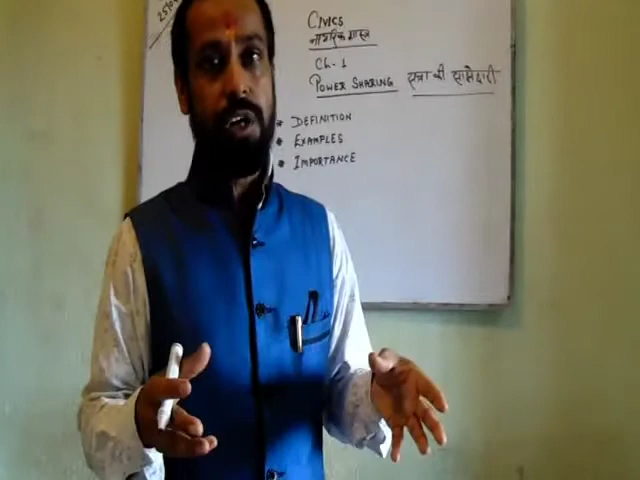 CIVICS
नागरिक शास्त्र
Ch-1
POWER SHARING सत्ता की साझेदारी
* DEFINITION
* EXAMPLES
* IMPORTANCE